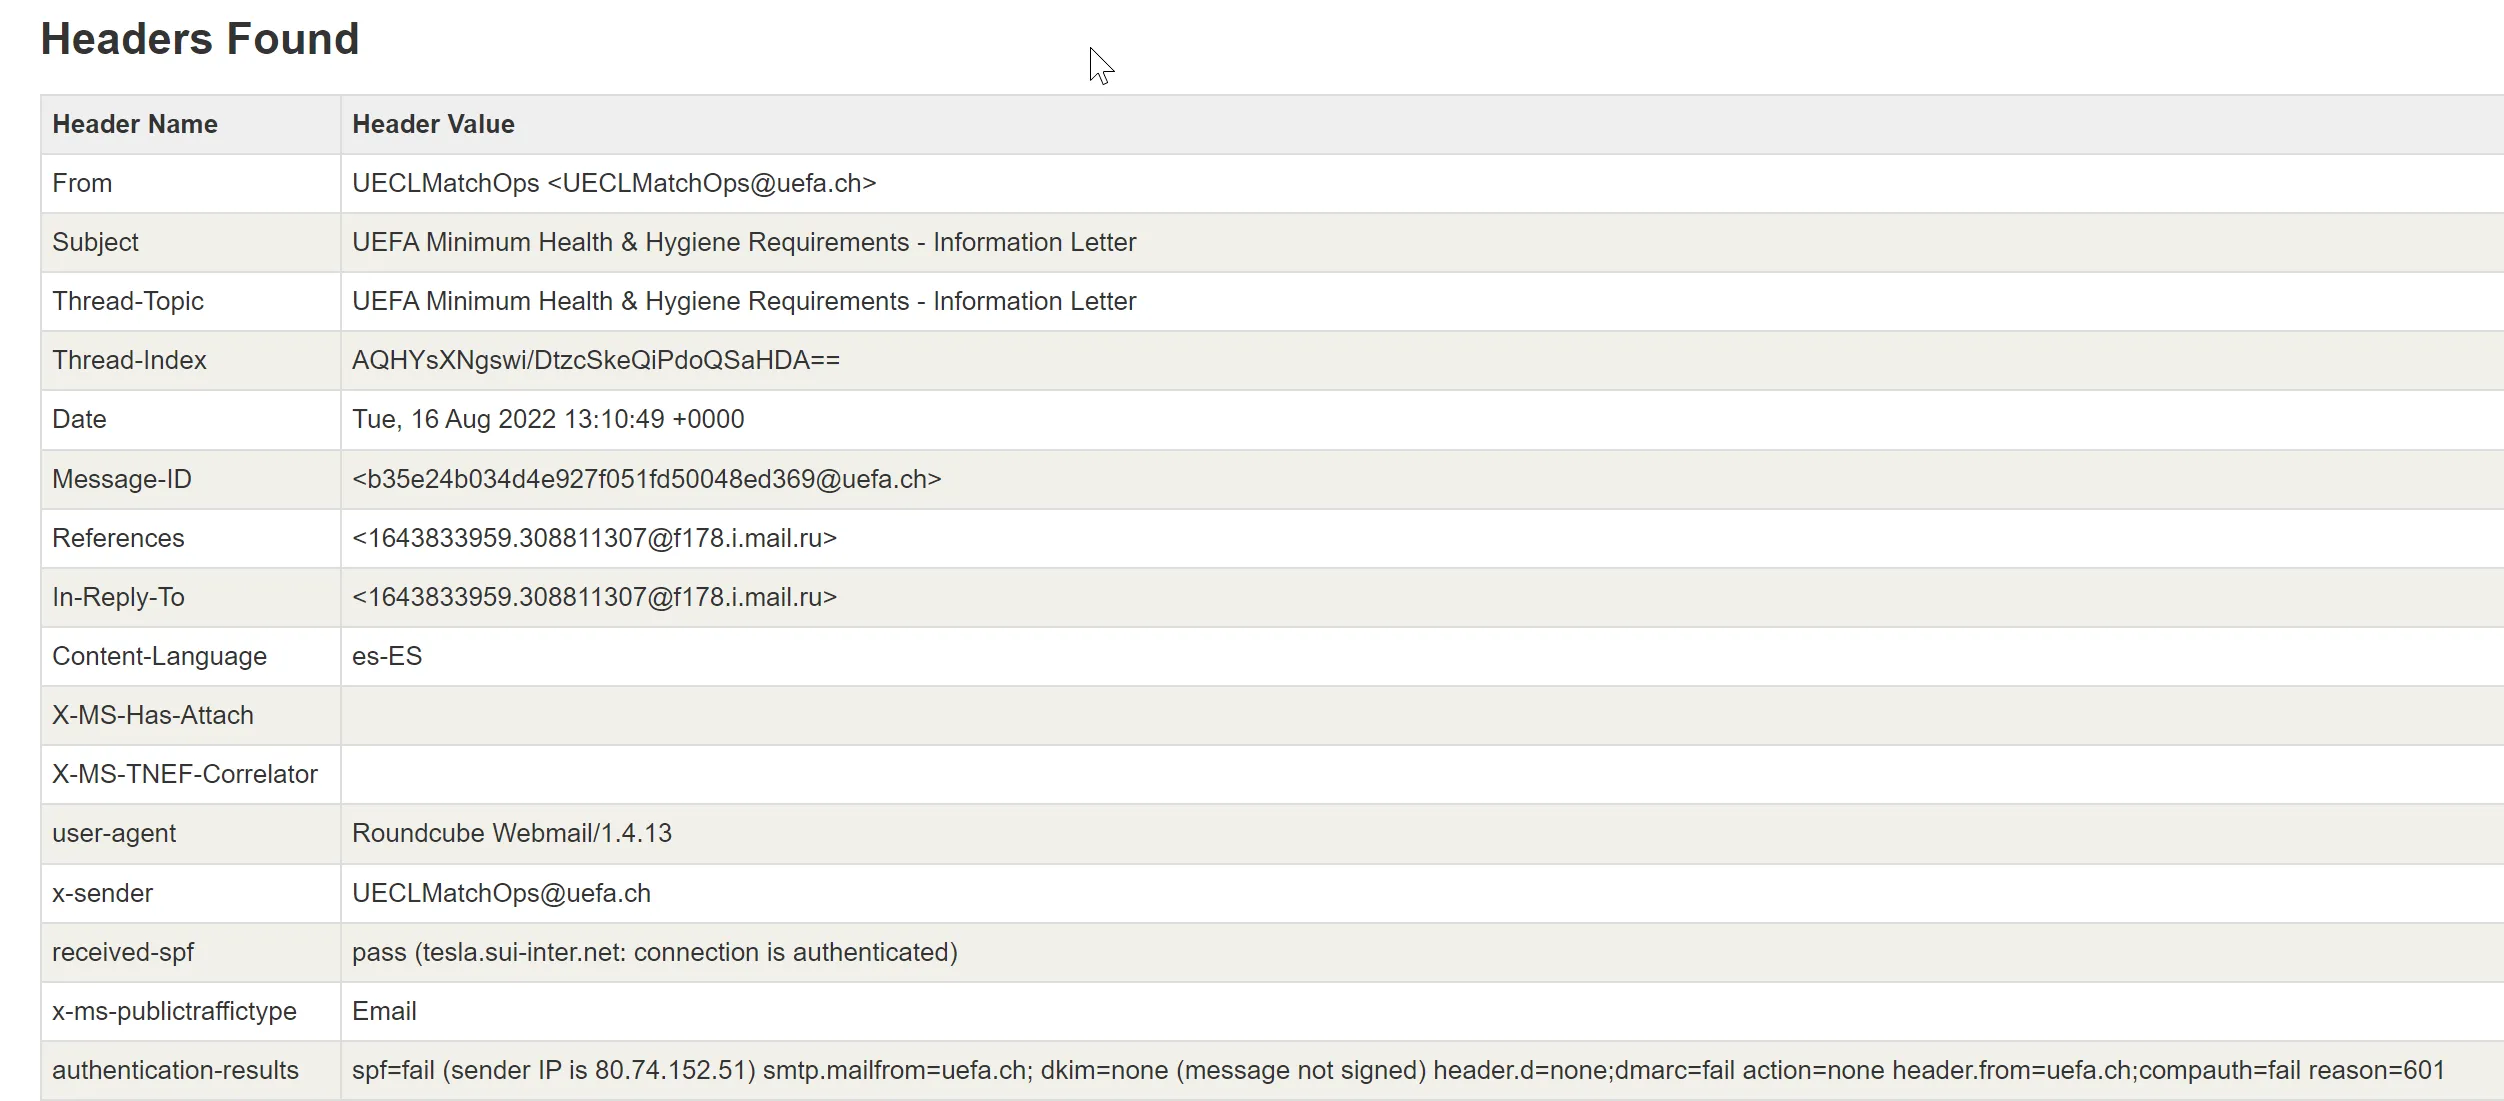 Headers Found
Header Name Header Value
From UECLMatchOps <UECLMatchOps@uefa.ch>
Subject UEFA Minimum Health & Hygiene Requirements - Information Letter
Thread-Topic UEFA Minimum Health & Hygiene Requirements - Information Letter
Thread-Index AQHYsXNgswi/DtzcSkeQiPdoQSaHDA==
Date Tue, 16 Aug 2022 13:10:49 +0000
Message-ID <b35e24b034d4e927f051fd50048ed369@uefa.ch>
References <1643833959.308811307@f178.i.mail.ru>
In-Reply-To <1643833959.308811307@f178.i.mail.ru>
Content-Language es-ES
X-MS-Has-Attach
X-MS-TNEF-Correlator
user-agent Roundcube Webmail/1.4.13
x-sender UECLMatchOps@uefa.ch
received-spf pass (tesla.sui-inter.net: connection is authenticated)
x-ms-publictraffictype Email
authentication-results spf=fail (sender IP is 80.74.152.51) smtp.mailfrom=uefa.ch; dkim=none (message not signed) header.d=none;dmarc=fail action=none header.from=uefa.ch;compauth=fail reason=601